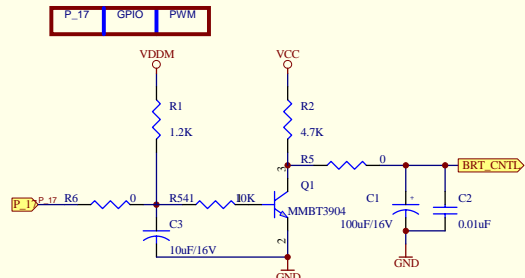 P_17 GPIO PWM
VDDM VCC
R1 R2
1.2K 4.7K
R5 0
3
BRT_CNTL
P_17 P_17 R6 0 R541 10K
Q1
MMBT3904
C1 + C2
100uF/16V 0.01uF
C3
10uF/16V
2
GND GND